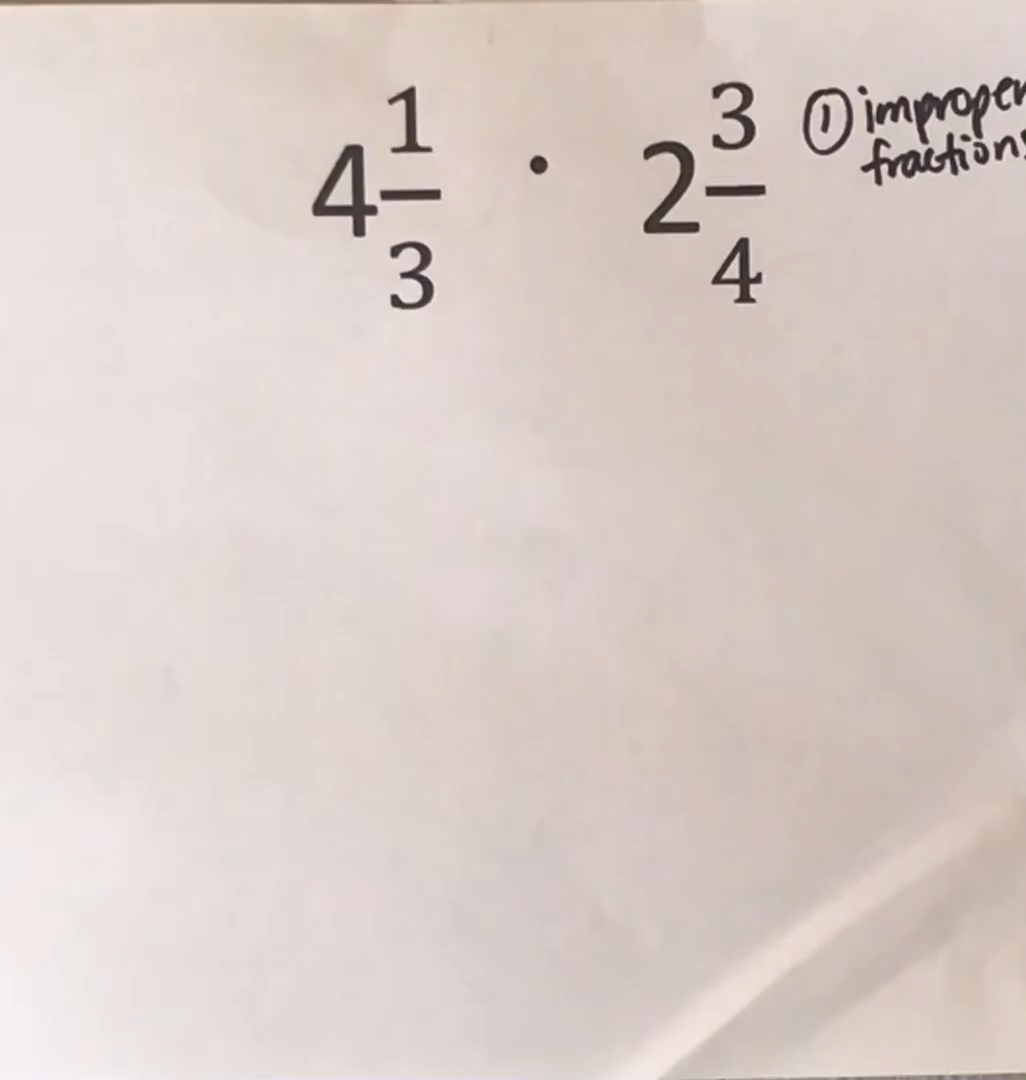 4 1/3 · 2 3/4
① improper
fractions